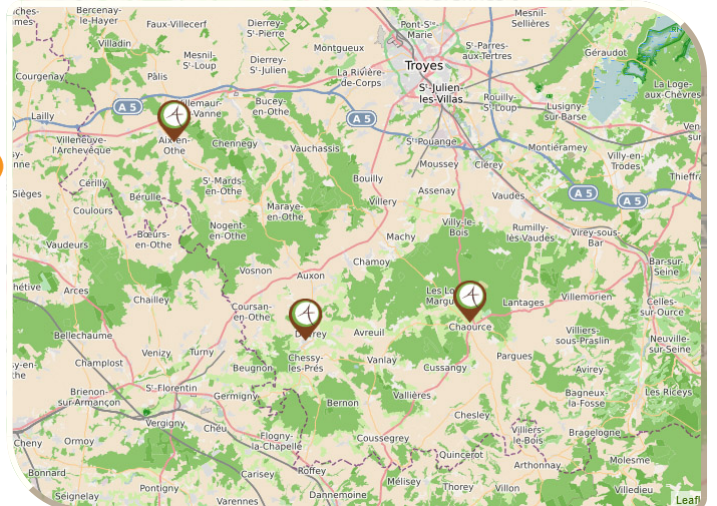 Bercenay-
le-Hayer
Faux-Villecerf
Dierrey-
St-Pierre
Pont-Ste-
Marie
Mesnil-
Sellières
Villadin
Mesnil-
St-Loup
Montgueux
St-Parres-
aux-Tertres
Géraudot
Courgenay
Pâlis
Dierrey-
St-Julien
Troyes
La Rivière-
de-Corps
St-Julien-
les-Villas
La Loge-
aux-Chèvres
Lailly
A 5
Bucey-
en-Othe
A 5
Rouilly-
St-Loup
Lusigny-
sur-Barse
Villeneuve-
l'Archevêque
Aix-en-
Othe
Chennegy
Vauchassis
Moussey
Clérey
Montiéramey
Villy-en-
Trodes
Cérilly
St-Mards-
en-Othe
Bouilly
Assenay
Vaudes
A 5
A 5
Sièges
Bérulle
Coulours
Maraye-
en-Othe
Villery
Nogent-
en-Othe
Villy-le-
Bois
Rumilly-
lès-Vaudes
Virey-sous-
Bar
Vaudeurs
Bœurs-
en-Othe
Machy
Vosnon
Auxon
Chamoy
Bar-sur-
Seine
Arces
Chailley
Coursan-
en-Othe
Lantages
Villemorien
Celles-
sur-Ource
Bellechaume
Avreuil
Chaource
Villiers-
sous-Praslin
Neuville-
sur-Seine
Venizy
Turny
Chessy-
les-Prés
Vanlay
Pargues
Champlost
Beugnon
Cussangy
Avirey
Brienon-
sur-Armançon
St Florentin
Germigny
Bernon
Vallières
Bagneux-
la-Fosse
Les Riceys
Vergigny
Cheu
Chesley
Cheny
Ormoy
Flogny-
la-Chapelle
Coussegrey
Villiers-
le-Bois
Bragelogne
Quincerot
Bonnard
Pontigny
Carisey
Roffey
Mélisey
Arthonnay
Molesme
Seignelay
Varennes
Dannemoine
Thorey
Villon
Villedieu
Leafl